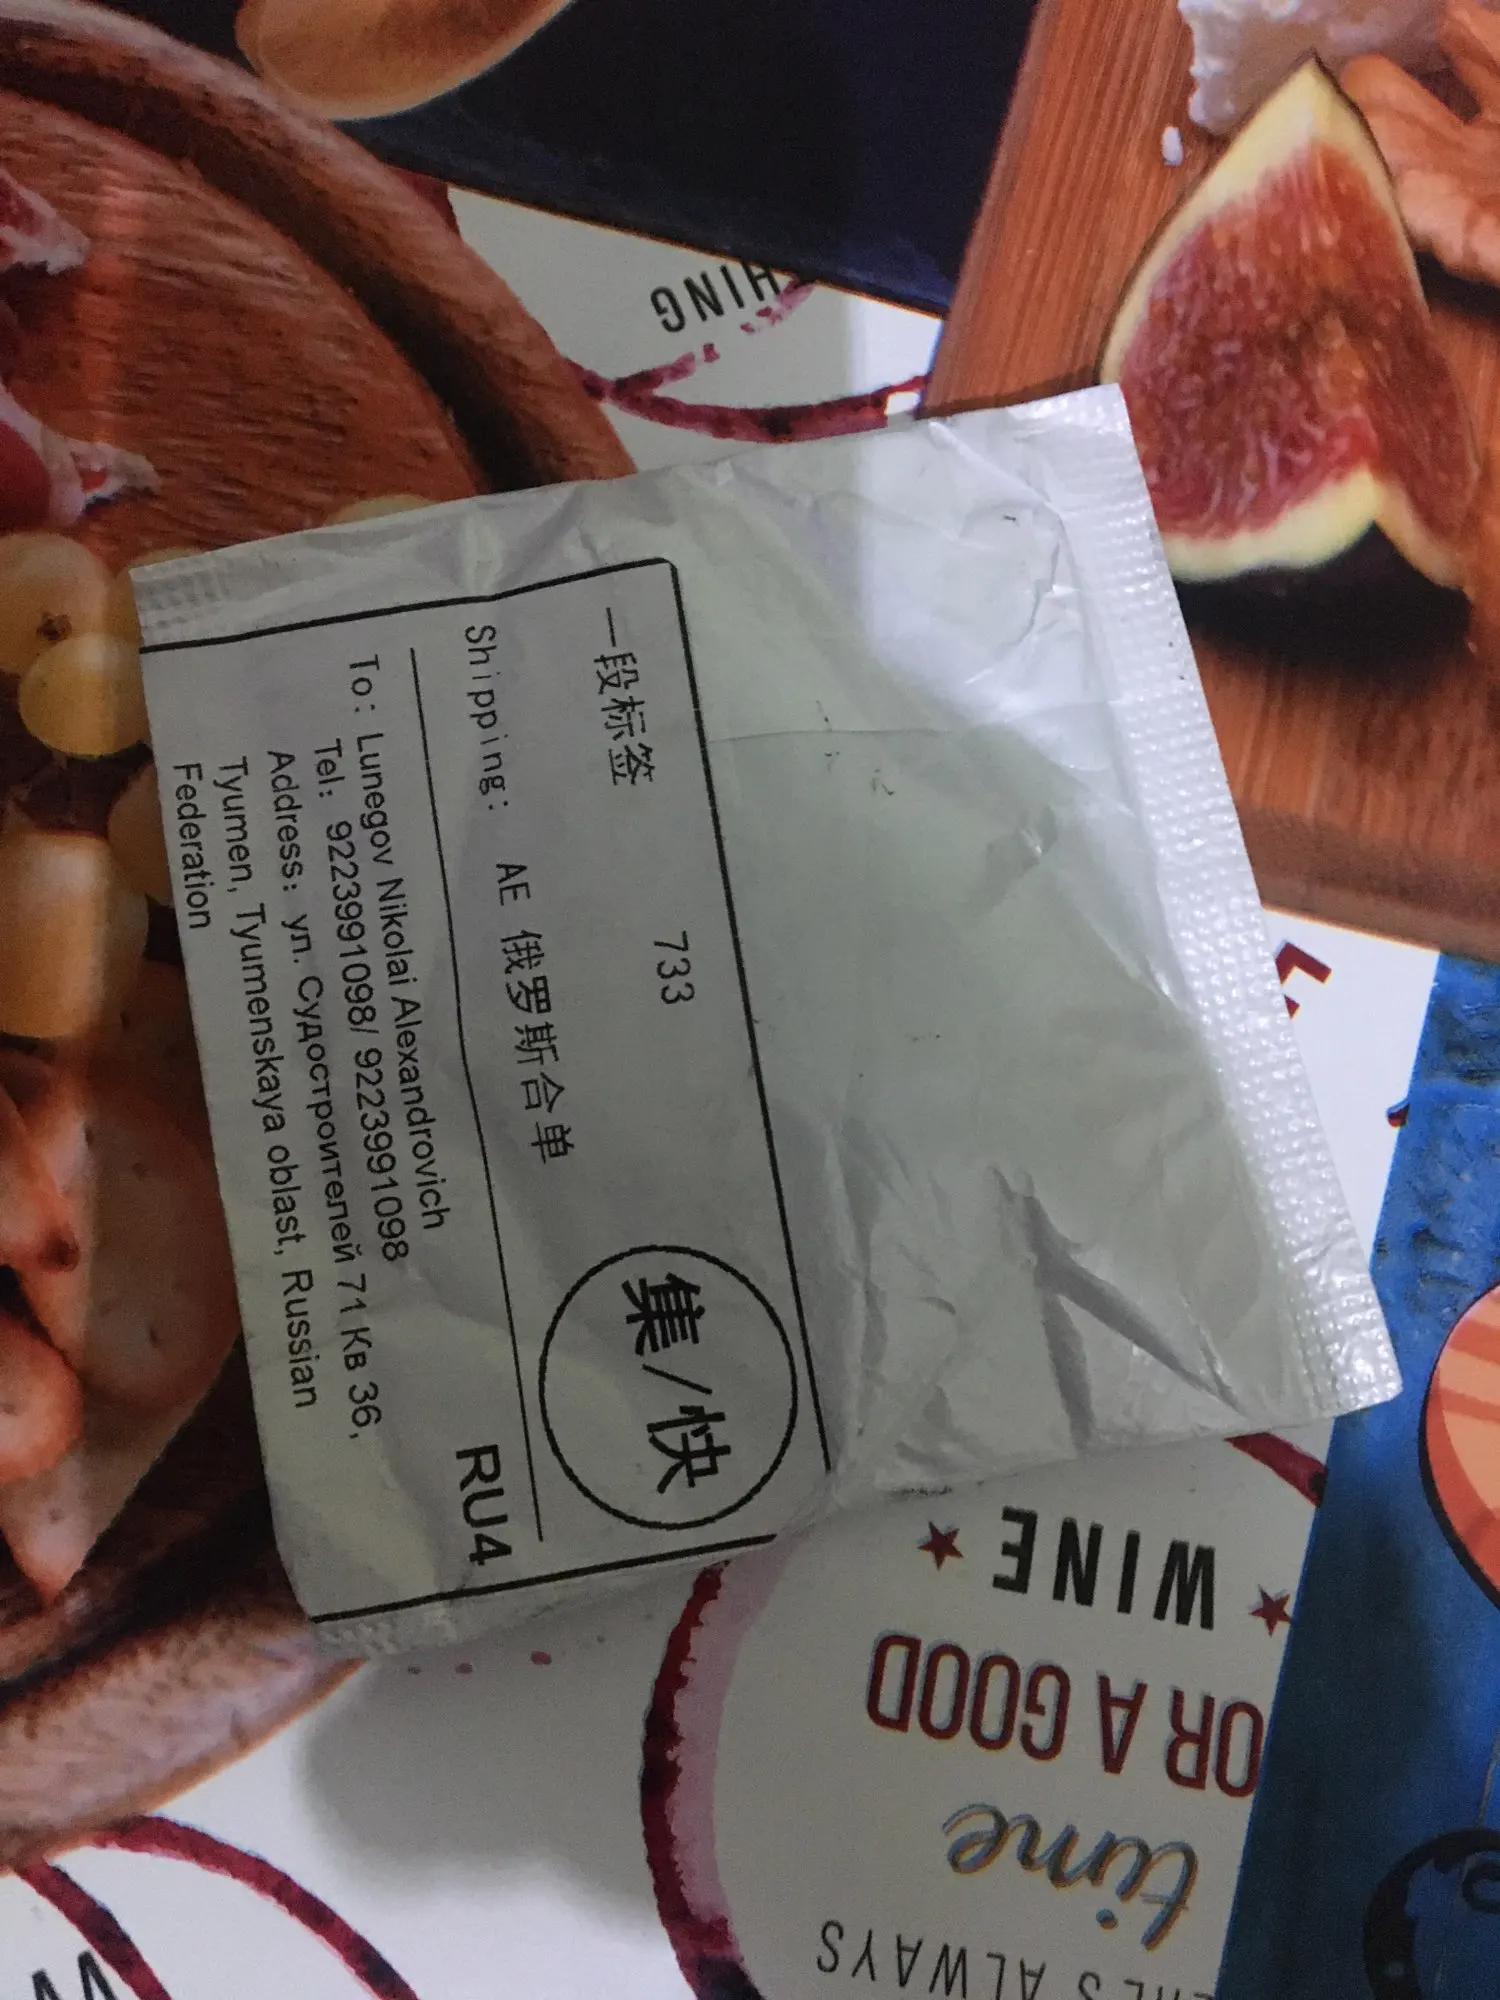 一段标签 733
Shipping: AE 俄罗斯合单
集/快
RU4
To: Lunegov Nikolai Alexandrovich
Tel: 9223991098/ 9223991098
Address: ул. Судостроителей 71 Кв 36,
Tyumen, Tyumenskaya oblast, Russian
Federation
HING
ALWAYS
time
OR A GOOD
WINE